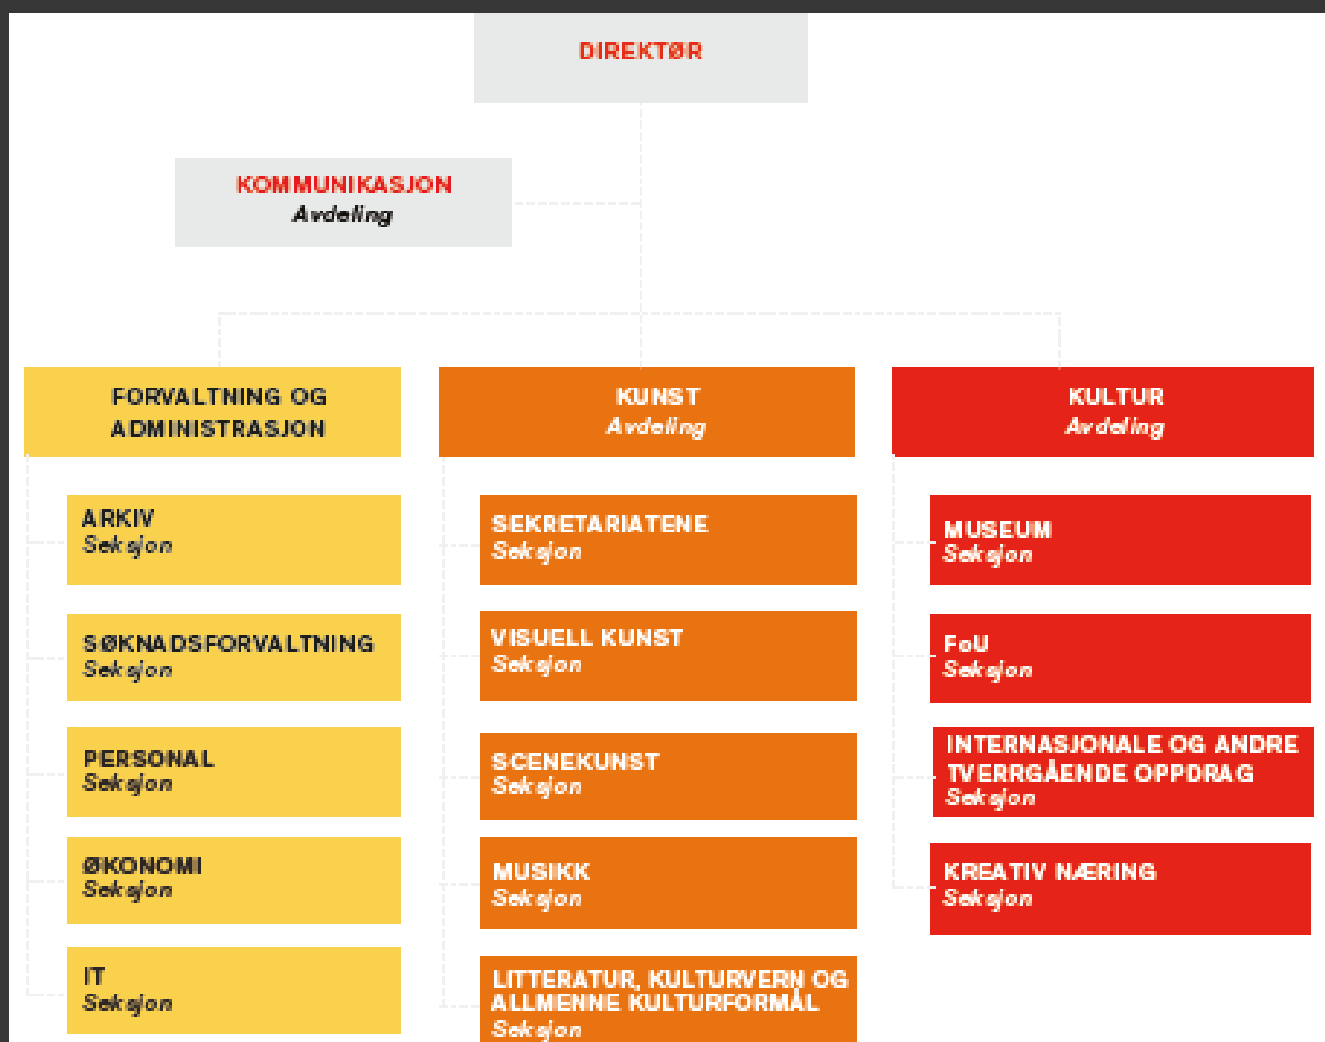 DIREKTØR
KOMMUNIKASJON
Avdeling
FORVALTNING OG
ADMINISTRASJON
ARKIV
Seksjon
SØKNADSFORVALTNING
Seksjon
PERSONAL
Seksjon
ØKONOMI
Seksjon
IT
Seksjon
KUNST
Avdeling
SEKRETARIATENE
Seksjon
VISUELL KUNST
Seksjon
SCENEKUNST
Seksjon
MUSIKK
Seksjon
LITTERATUR, KULTURVERN OG
ALLMENNE KULTURFORMÅL
Seksjon
KULTUR
Avdeling
MUSEUM
Seksjon
FoU
Seksjon
INTERNASJONALE OG ANDRE
TVERRGÅENDE OPPDRAG
Seksjon
KREATIV NÆRING
Seksjon